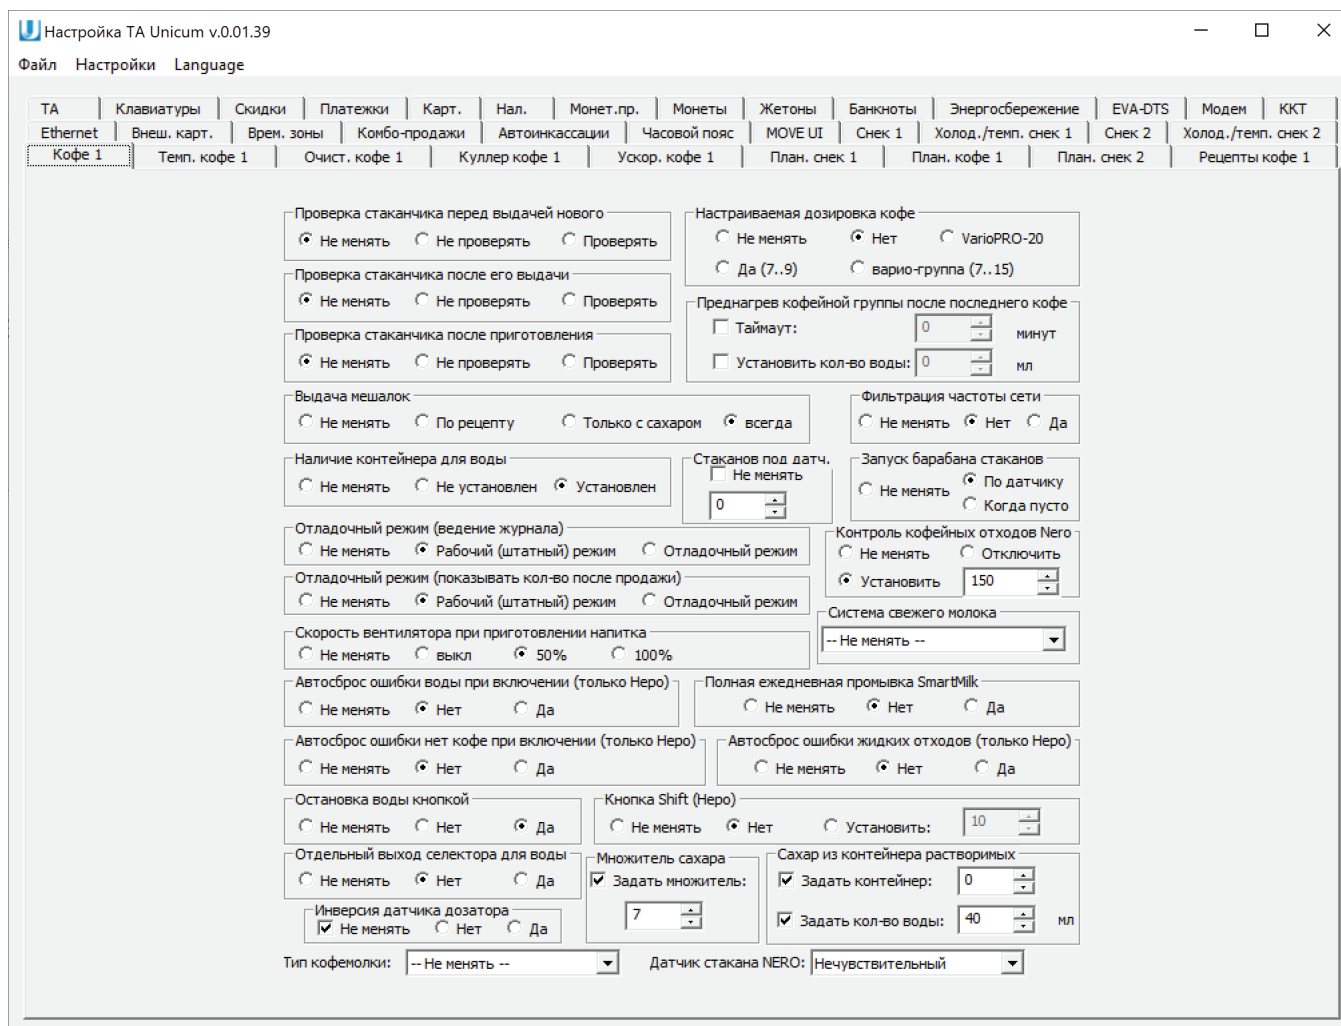 Настройка TA Unicum v.0.01.39
Файл Настройки Language
ТА Клавиатуры Скидки Платежки Карт. Нал. Монет.пр. Монеты Жетоны Банкноты Энергосбережение EVA-DTS Модем ККТ
Ethernet Внеш. карт. Врем. зоны Комбо-продажи Автоинкассации Часовой пояс MOVE UI Снек 1 Холод./темп. снек 1 Снек 2 Холод./темп. снек 2
Кофе 1 Темп. кофе 1 Очист. кофе 1 Куллер кофе 1 Ускор. кофе 1 План. снек 1 План. кофе 1 План. снек 2 Рецепты кофе 1
Проверка стаканчика перед выдачей нового
Не менять Не проверять Проверять
Настраиваемая дозировка кофе
Не менять Нет VarioPRO-20
Да (7..9) варио-группа (7..15)
Проверка стаканчика после его выдачи
Не менять Не проверять Проверять
Преднагрев кофейной группы после последнего кофе
Таймаут: 0 минут
Установить кол-во воды: 0 мл
Проверка стаканчика после приготовления
Не менять Не проверять Проверять
Выдача мешалок
Не менять По рецепту Только с сахаром всегда
Фильтрация частоты сети
Не менять Нет Да
Наличие контейнера для воды
Не менять Не установлен Установлен
Стаканов под датч.
Не менять
0
Запуск барабана стаканов
Не менять По датчику
Когда пусто
Отладочный режим (ведение журнала)
Не менять Рабочий (штатный) режим Отладочный режим
Контроль кофейных отходов Nero
Не менять Отключить
Установить 150
Отладочный режим (показывать кол-во после продажи)
Не менять Рабочий (штатный) режим Отладочный режим
Система свежего молока
-- Не менять --
Скорость вентилятора при приготовлении напитка
Не менять выкл 50% 100%
Автосброс ошибки воды при включении (только Неро)
Не менять Нет Да
Полная ежедневная промывка SmartMilk
Не менять Нет Да
Автосброс ошибки нет кофе при включении (только Неро)
Не менять Нет Да
Автосброс ошибки жидких отходов (только Неро)
Не менять Нет Да
Остановка воды кнопкой
Не менять Нет Да
Кнопка Shift (Неро)
Не менять Нет Установить: 10
Отдельный выход селектора для воды
Не менять Нет Да
Множитель сахара
Задать множитель:
7
Сахар из контейнера растворимых
Задать контейнер: 0
Задать кол-во воды: 40 мл
Инверсия датчика дозатора
Не менять Нет Да
Тип кофемолки: -- Не менять -- Датчик стакана NERO: Нечувствительный